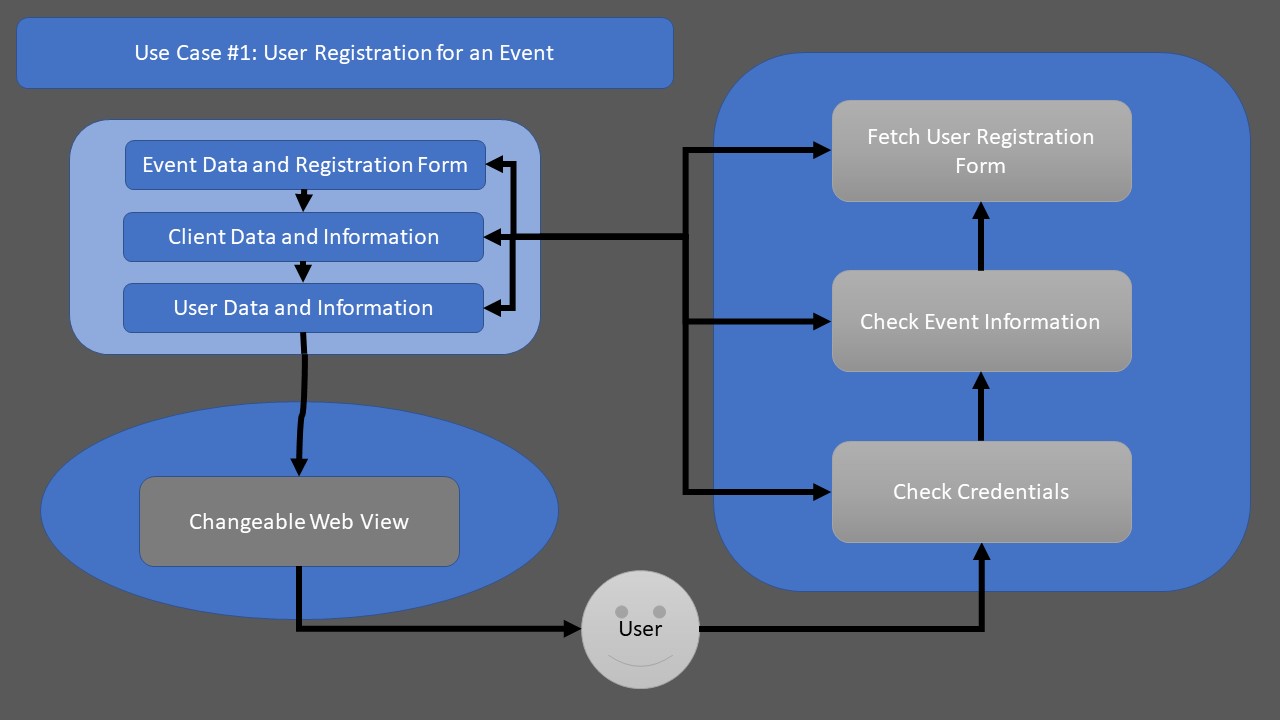 Use Case #1: User Registration for an Event
Event Data and Registration Form
Client Data and Information
User Data and Information
Changeable Web View
User
Fetch User Registration
Form
Check Event Information
Check Credentials